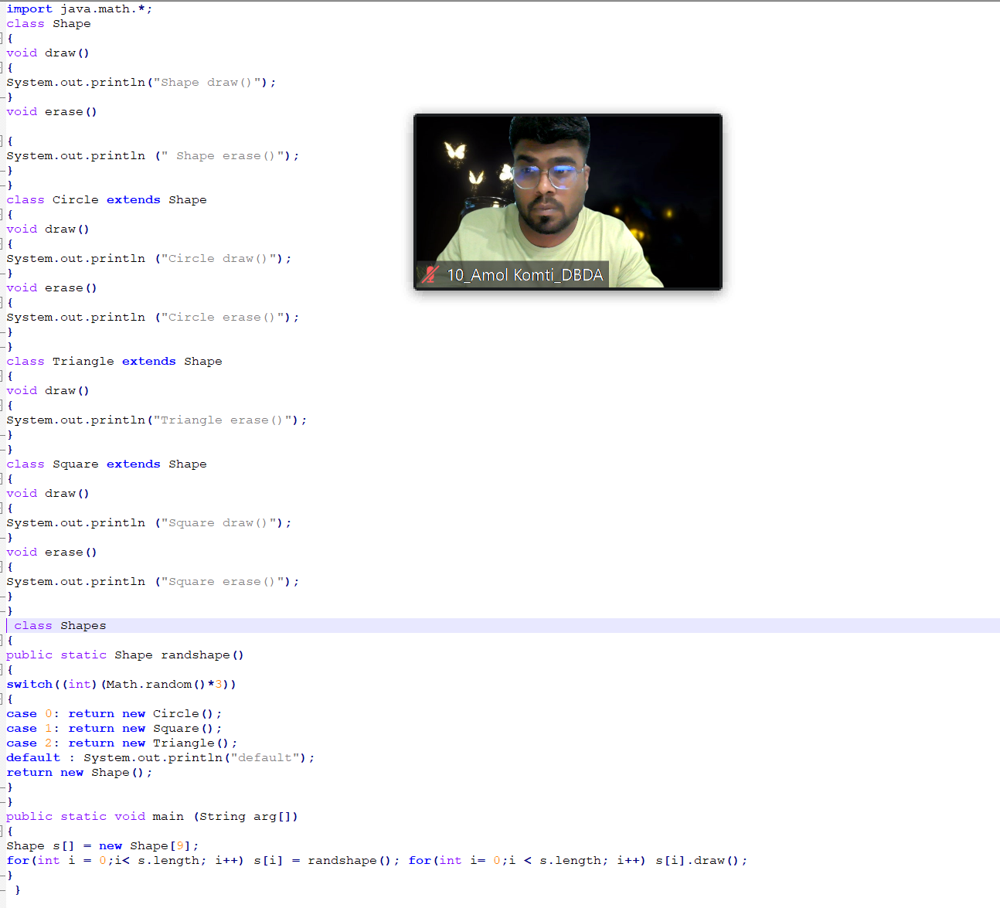 import java.math.*;
class Shape
{
void draw()
{
System.out.println("Shape draw()");
}
void erase()
{
System.out.println (" Shape erase()");
}
}
class Circle extends Shape
{
void draw()
{
System.out.println ("Circle draw()");
}
void erase()
{
System.out.println ("Circle erase()");
}
}
class Triangle extends Shape
{
void draw()
{
System.out.println("Triangle erase()");
}
}
class Square extends Shape
{
void draw()
{
System.out.println ("Square draw()");
}
void erase()
{
System.out.println ("Square erase()");
}
}
class Shapes
{
public static Shape randshape()
{
switch((int)(Math.random()*3))
{
case 0: return new Circle();
case 1: return new Square();
case 2: return new Triangle();
default : System.out.println("default");
return new Shape();
}
}
public static void main (String arg[])
{
Shape s[] = new Shape[9];
for(int i = 0;i< s.length; i++) s[i] = randshape(); for(int i= 0;i < s.length; i++) s[i].draw();
}
}
10_Amol Komti_DBDA